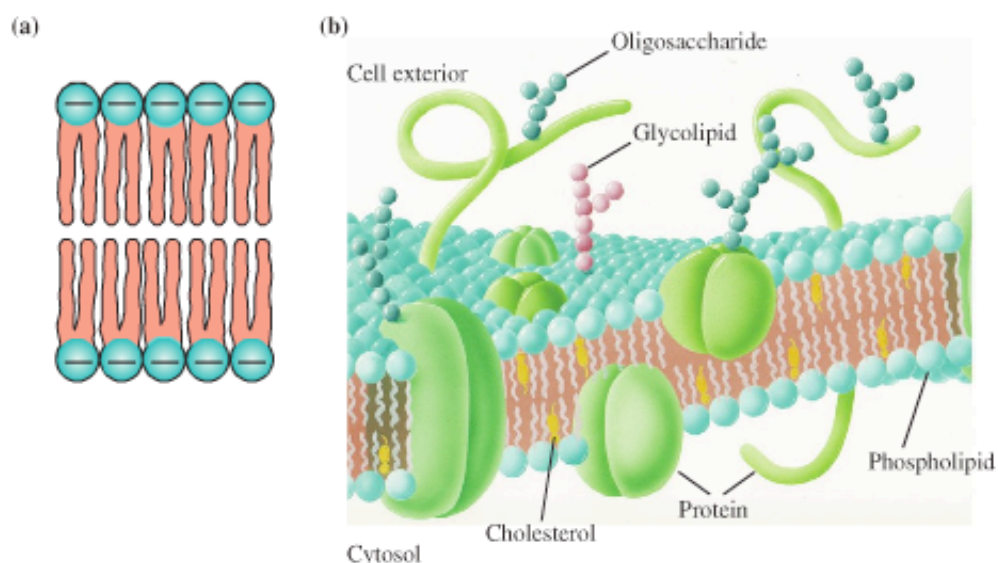 (a)
(b)
Oligosaccharide
Cell exterior
Glycolipid
Phospholipid
Protein
Cholesterol
Cytosol